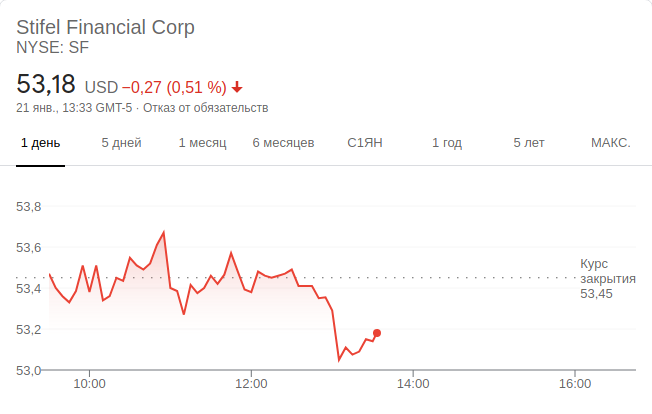 Stifel Financial Corp
NYSE: SF
53,18 USD −0,27 (0,51 %)
21 янв., 13:33 GMT-5 · Отказ от обязательств
1 день 5 дней 1 месяц 6 месяцев С1ЯН 1 год 5 лет МАКС.
53,8
53,6
Курс
закрытия
53,45
53,4
53,2
53,0
10:00 12:00 14:00 16:00